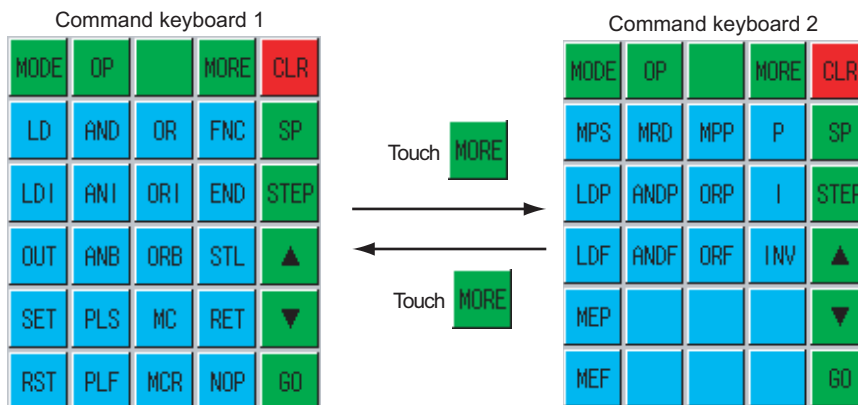 Command keyboard 1
MODE OP MORE CLR
LD AND OR FNC SP
LDI ANI ORI END STEP
OUT ANB ORB STL ▲
SET PLS MC RET ▼
RST PLF MCR NOP GO
Touch MORE
Touch MORE
Command keyboard 2
MODE OP MORE CLR
MPS MRD MPP P SP
LDP ANDP ORP I STEP
LDF ANDF ORF INV ▲
MEP ▼
MEF GO